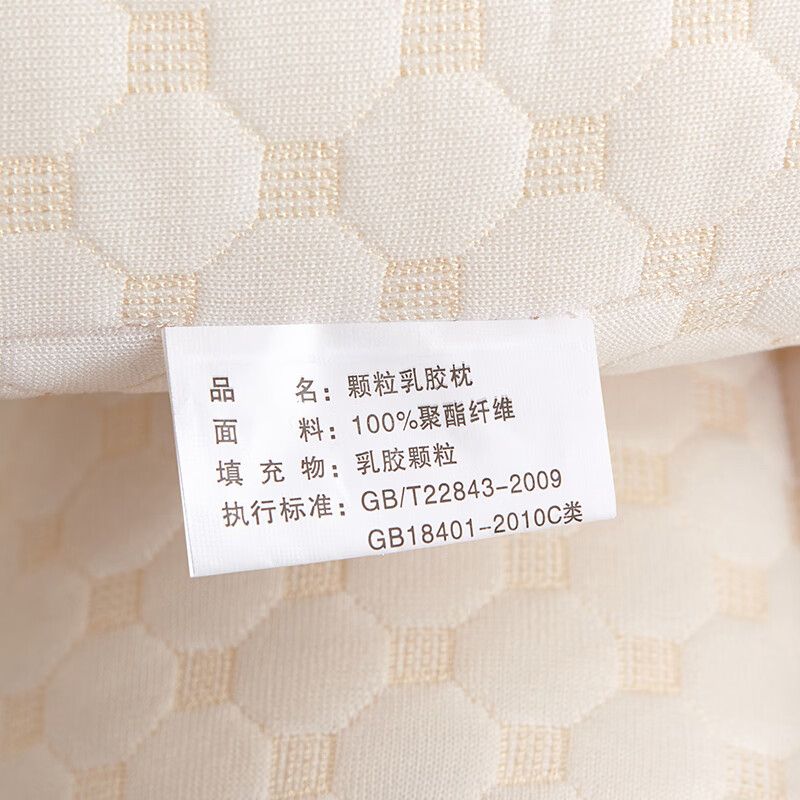 品 名：颗粒乳胶枕
面 料：100%聚酯纤维
填充物：乳胶颗粒
执行标准：GB/T22843-2009
GB18401-2010C类